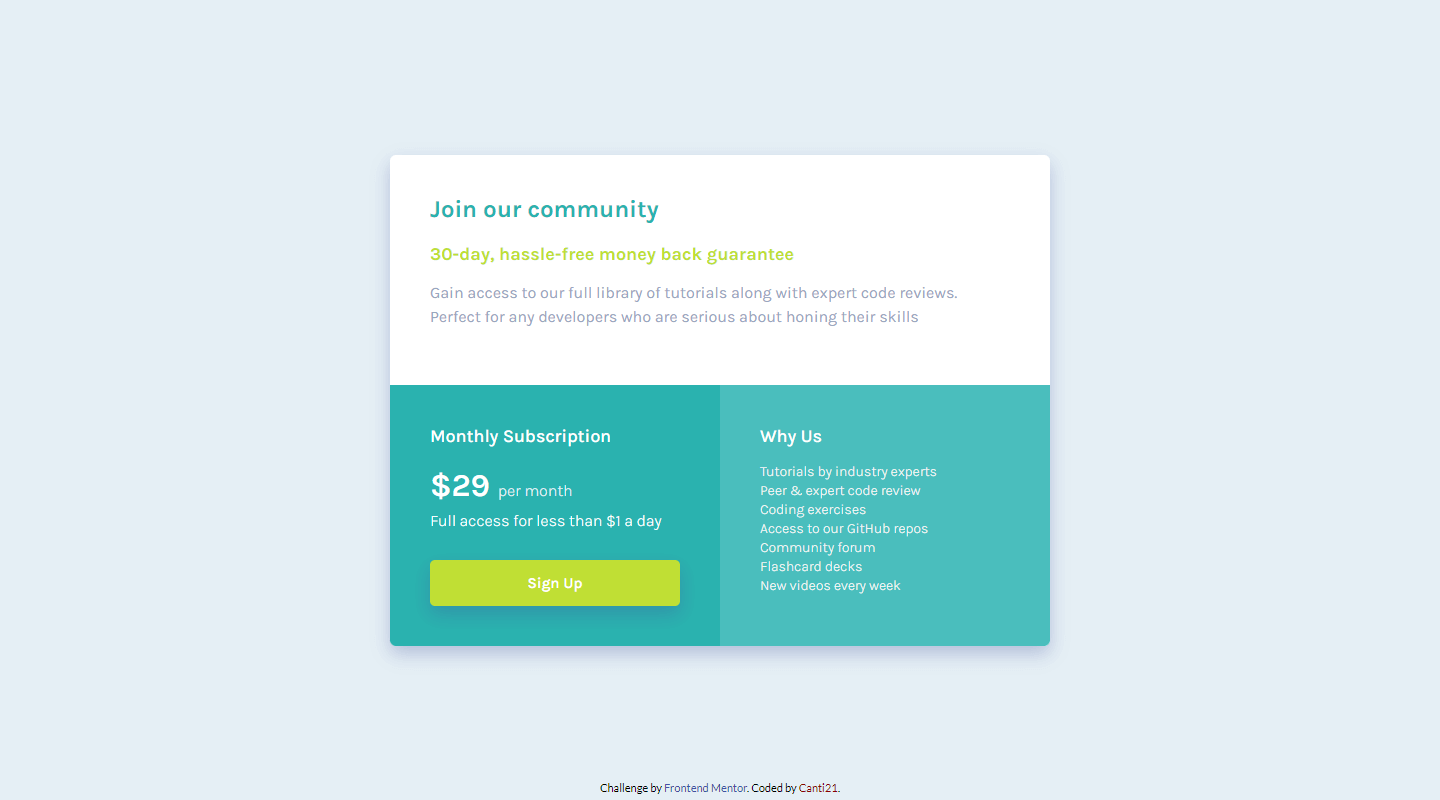 Join our community
30-day, hassle-free money back guarantee
Gain access to our full library of tutorials along with expert code reviews.
Perfect for any developers who are serious about honing their skills
Monthly Subscription
$29 per month
Full access for less than $1 a day
Sign Up
Why Us
Tutorials by industry experts
Peer & expert code review
Coding exercises
Access to our GitHub repos
Community forum
Flashcard decks
New videos every week
Challenge by Frontend Mentor. Coded by Canti21.